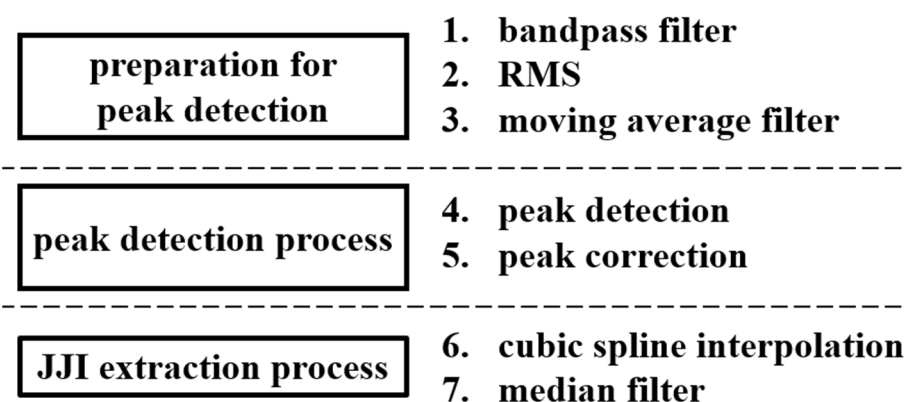 preparation for
peak detection
1. bandpass filter
2. RMS
3. moving average filter
peak detection process
4. peak detection
5. peak correction
JJI extraction process
6. cubic spline interpolation
7. median filter